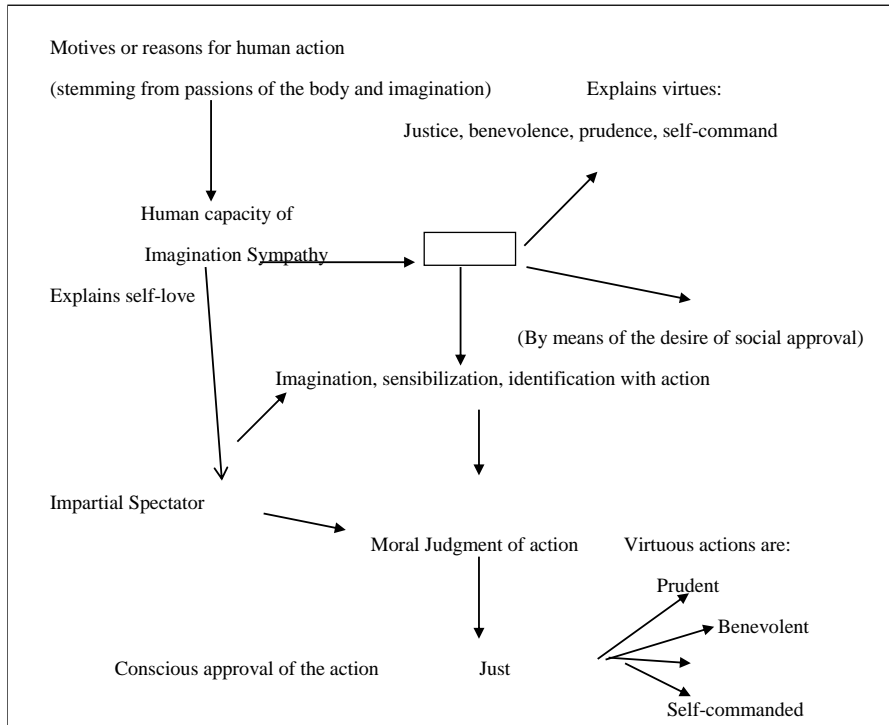 Motives or reasons for human action
(stemming from passions of the body and imagination)
Explains virtues:
Justice, benevolence, prudence, self-command
Human capacity of
Imagination Sympathy
Explains self-love
(By means of the desire of social approval)
Imagination, sensibilization, identification with action
Impartial Spectator
Moral Judgment of action
Virtuous actions are:
Prudent
Benevolent
Conscious approval of the action
Just
Self-commanded